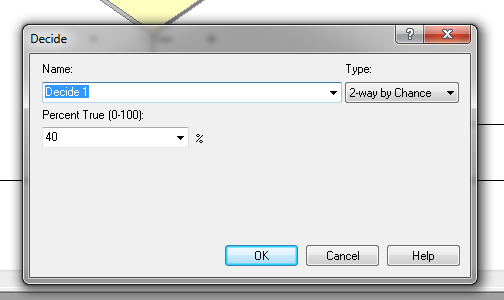 Decide
Name:
Type:
Decide 1
2-way by Chance
Percent True (0-100):
40
%
OK
Cancel
Help